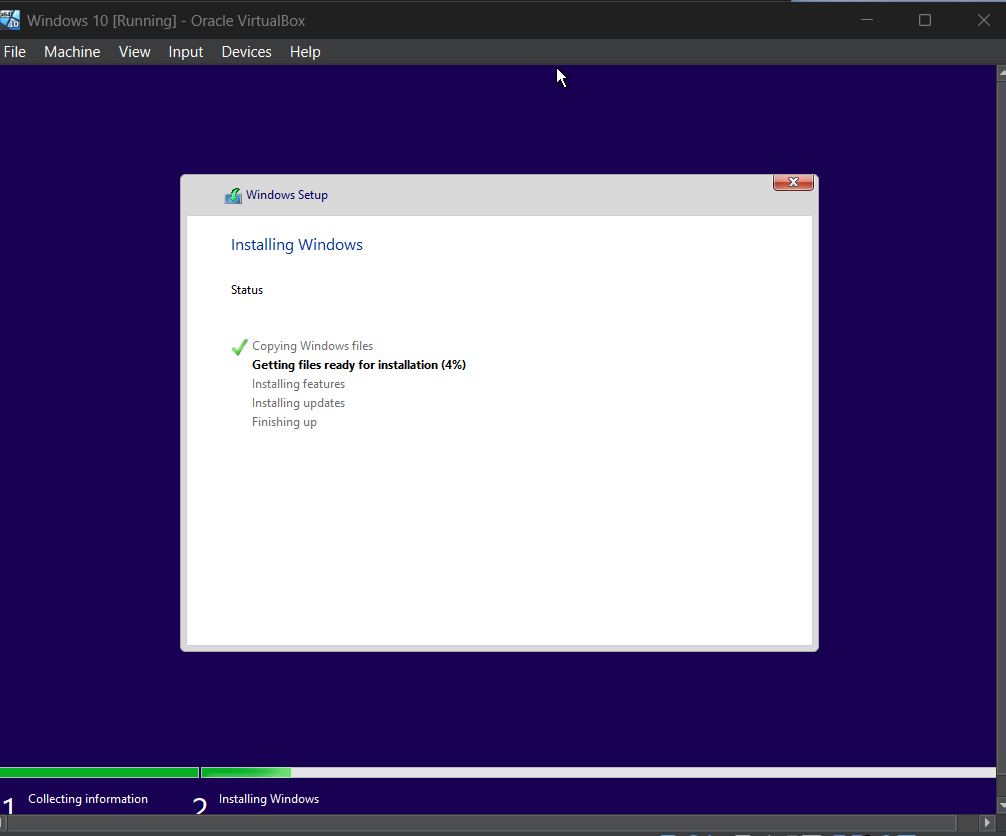 Windows 10 [Running] - Oracle VirtualBox
File Machine View Input Devices Help
Windows Setup
Installing Windows
Status
Copying Windows files
Getting files ready for installation (4%)
Installing features
Installing updates
Finishing up
1 Collecting information 2 Installing Windows